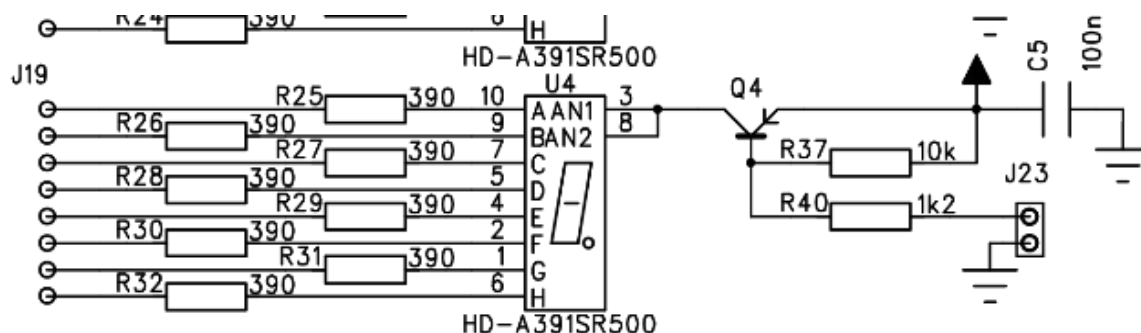 R24 390 6 H
HD-A391SR500
J19
U4
R25 390 10 A AN1 3
R26 390 9 B AN2 8
R27 390 7 C
R28 390 5 D
R29 390 4 E
R30 390 2 F
R31 390 1 G
R32 390 6 H
HD-A391SR500
Q4
C5
100n
R37 10k
J23
R40 1k2